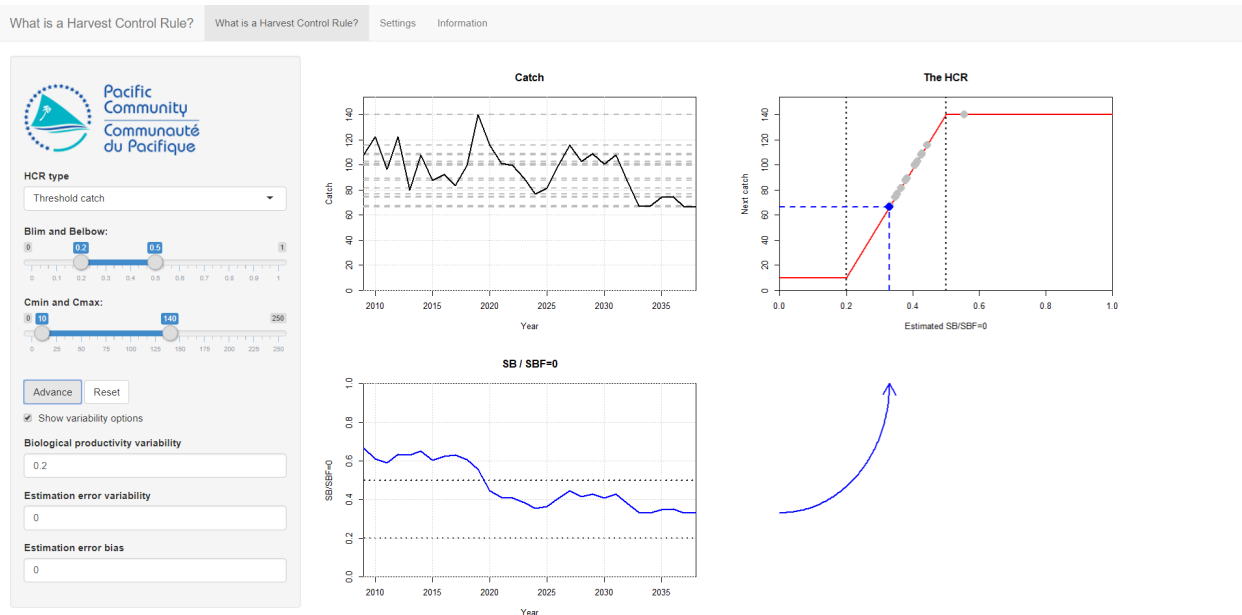 What is a Harvest Control Rule? What is a Harvest Control Rule? Settings Information
Pacific
Community
Communauté
du Pacifique
HCR type
Threshold catch
Blim and Belbow:
0 0.2 0.5 1
0 0.1 0.2 0.3 0.4 0.5 0.6 0.7 0.8 0.9 1
Cmin and Cmax:
0 10 140 250
0 25 50 75 100 125 150 175 200 225 250
Advance Reset
Show variability options
Biological productivity variability
0.2
Estimation error variability
0
Estimation error bias
0
Catch
Catch
140
120
100
80
60
40
20
0
2010 2015 2020 2025 2030 2035
Year
The HCR
Next catch
140
120
100
80
60
40
20
0
0.0 0.2 0.4 0.6 0.8 1.0
Estimated SB/SBF=0
SB / SBF=0
SB/SBF=0
1.0
0.8
0.6
0.4
0.2
0.0
2010 2015 2020 2025 2030 2035
Year